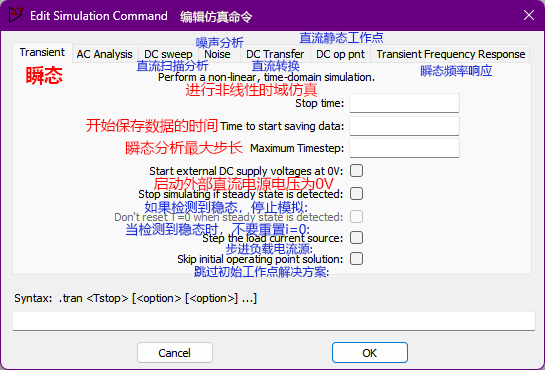 Edit Simulation Command 编辑仿真命令
噪声分析 直流静态工作点
Transient AC Analysis DC sweep Noise DC Transfer DC op pnt Transient Frequency Response
瞬态 直流扫描分析 直流转换 瞬态频率响应
Perform a non-linear, time-domain simulation.
进行非线性时域仿真
Stop time:
开始保存数据的时间 Time to start saving data:
瞬态分析最大步长 Maximum Timestep:
Start external DC supply voltages at 0V:
启动外部直流电源电压为0V
Stop simulating if steady state is detected:
如果检测到稳态，停止模拟:
Don't reset T=0 when steady state is detected:
当检测到稳态时，不要重置i=0:
Step the load current source:
步进负载电流源:
Skip initial operating point solution:
跳过初始工作点解决方案:
Syntax: .tran <Tstop> [<option> [<option>] ...]
Cancel OK